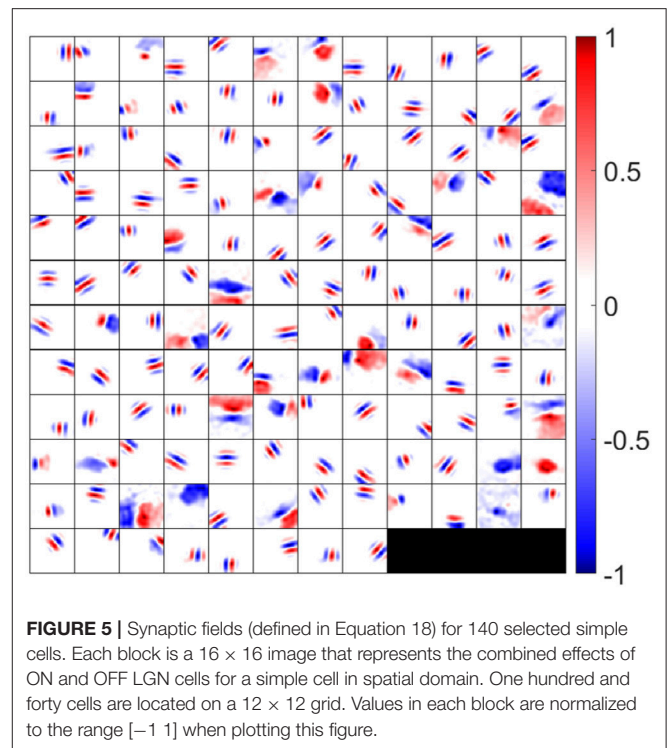 1
0.5
0
-0.5
-1
FIGURE 5 | Synaptic fields (defined in Equation 18) for 140 selected simple
cells. Each block is a 16 × 16 image that represents the combined effects of
ON and OFF LGN cells for a simple cell in spatial domain. One hundred and
forty cells are located on a 12 × 12 grid. Values in each block are normalized
to the range [−1 1] when plotting this figure.